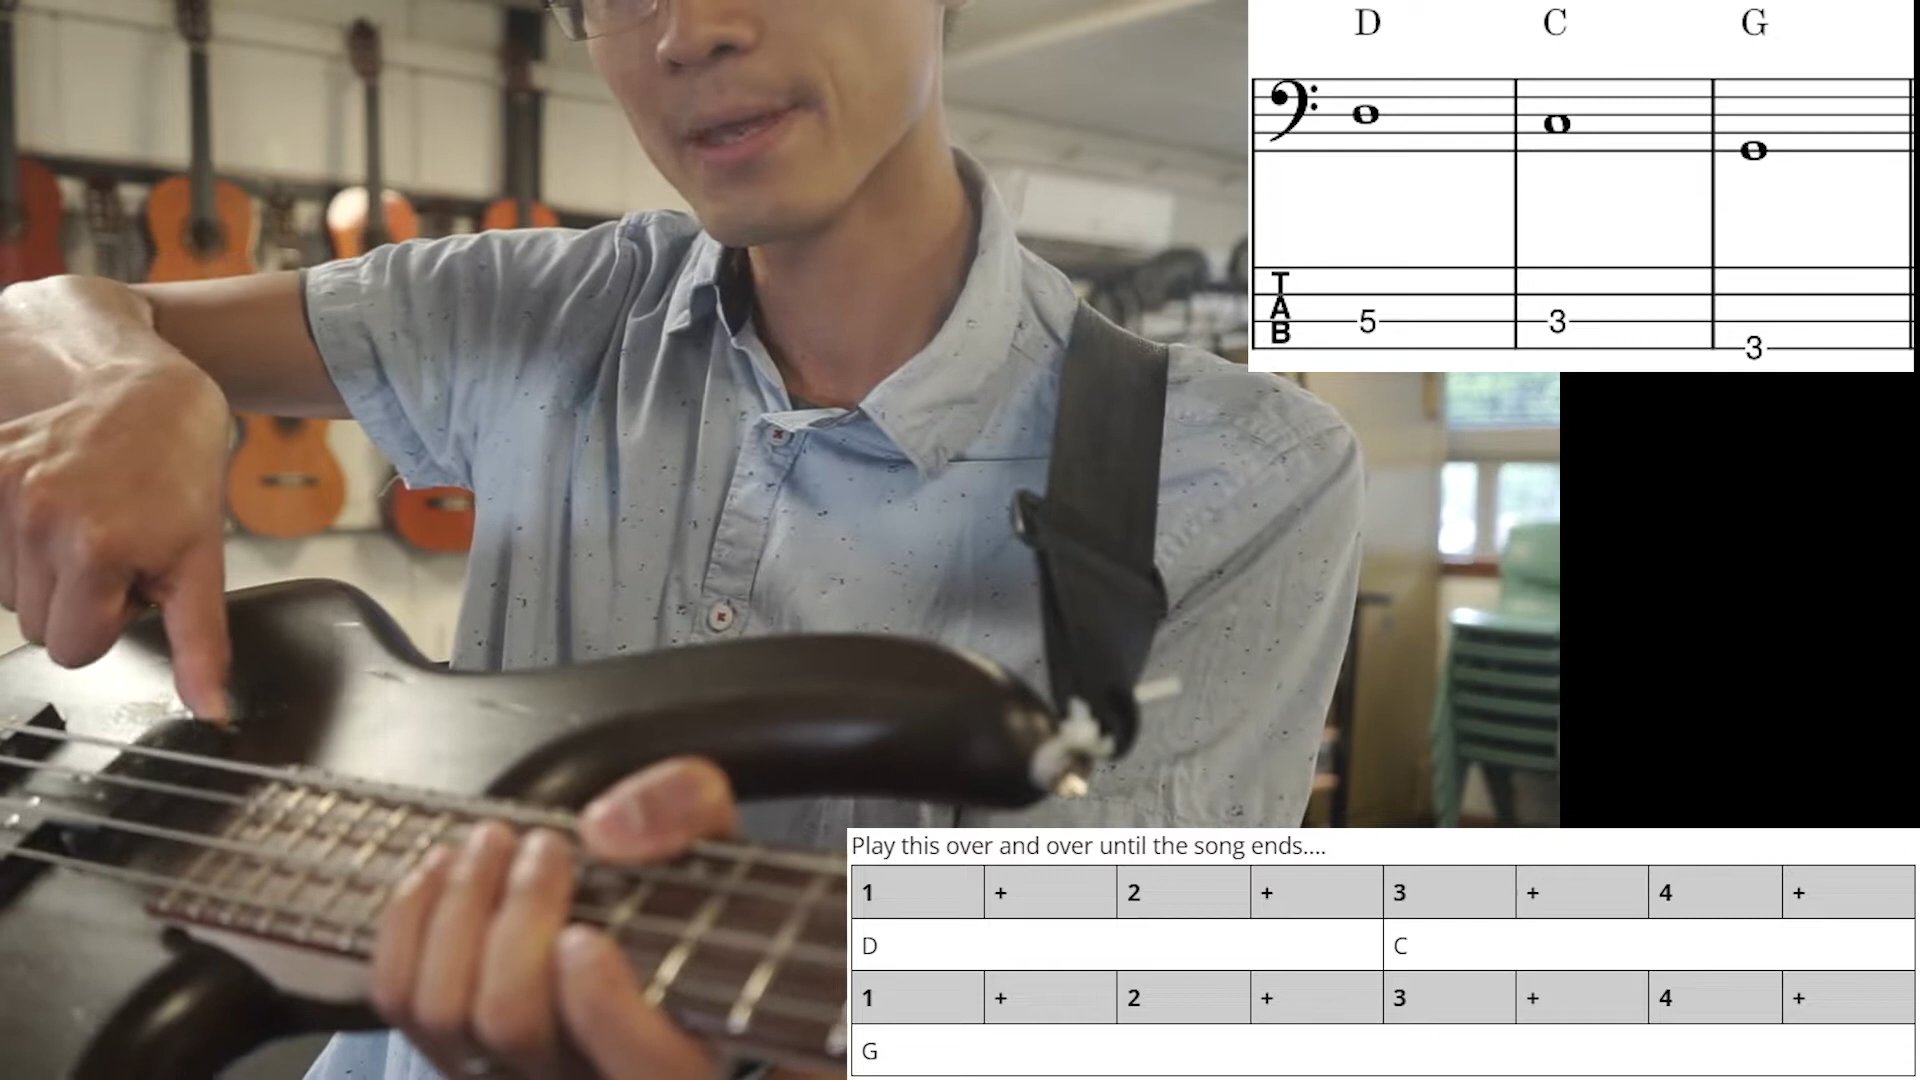 D C G
T
A
B
5 3 3
Play this over and over until the song ends....
1 + 2 + 3 + 4 +
D C
1 + 2 + 3 + 4 +
G